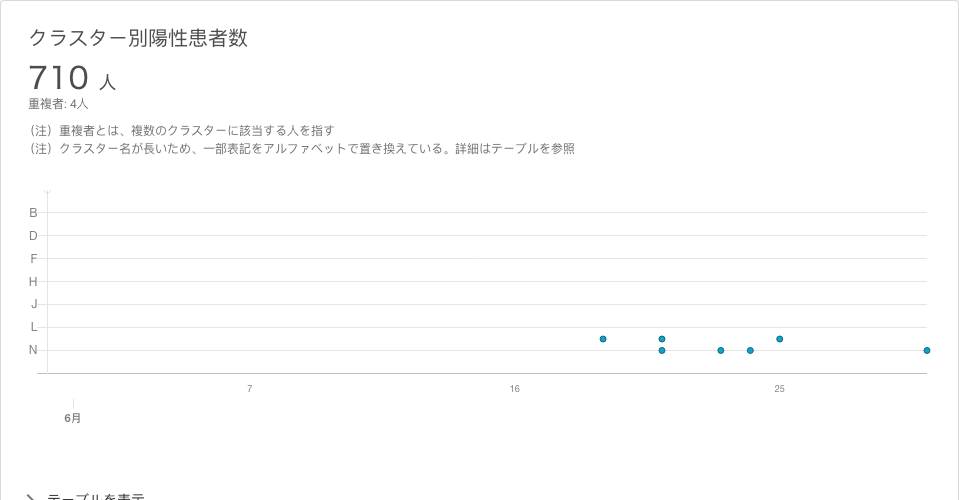 クラスター別陽性患者数
710 人
重複者: 4人
（注）重複者とは、複数のクラスターに該当する人を指す
（注）クラスター名が長いため、一部表記をアルファベットで置き換えている。詳細はテーブルを参照
B
D
F
H
J
L
N
7 16 25
6月
テーブルを表示